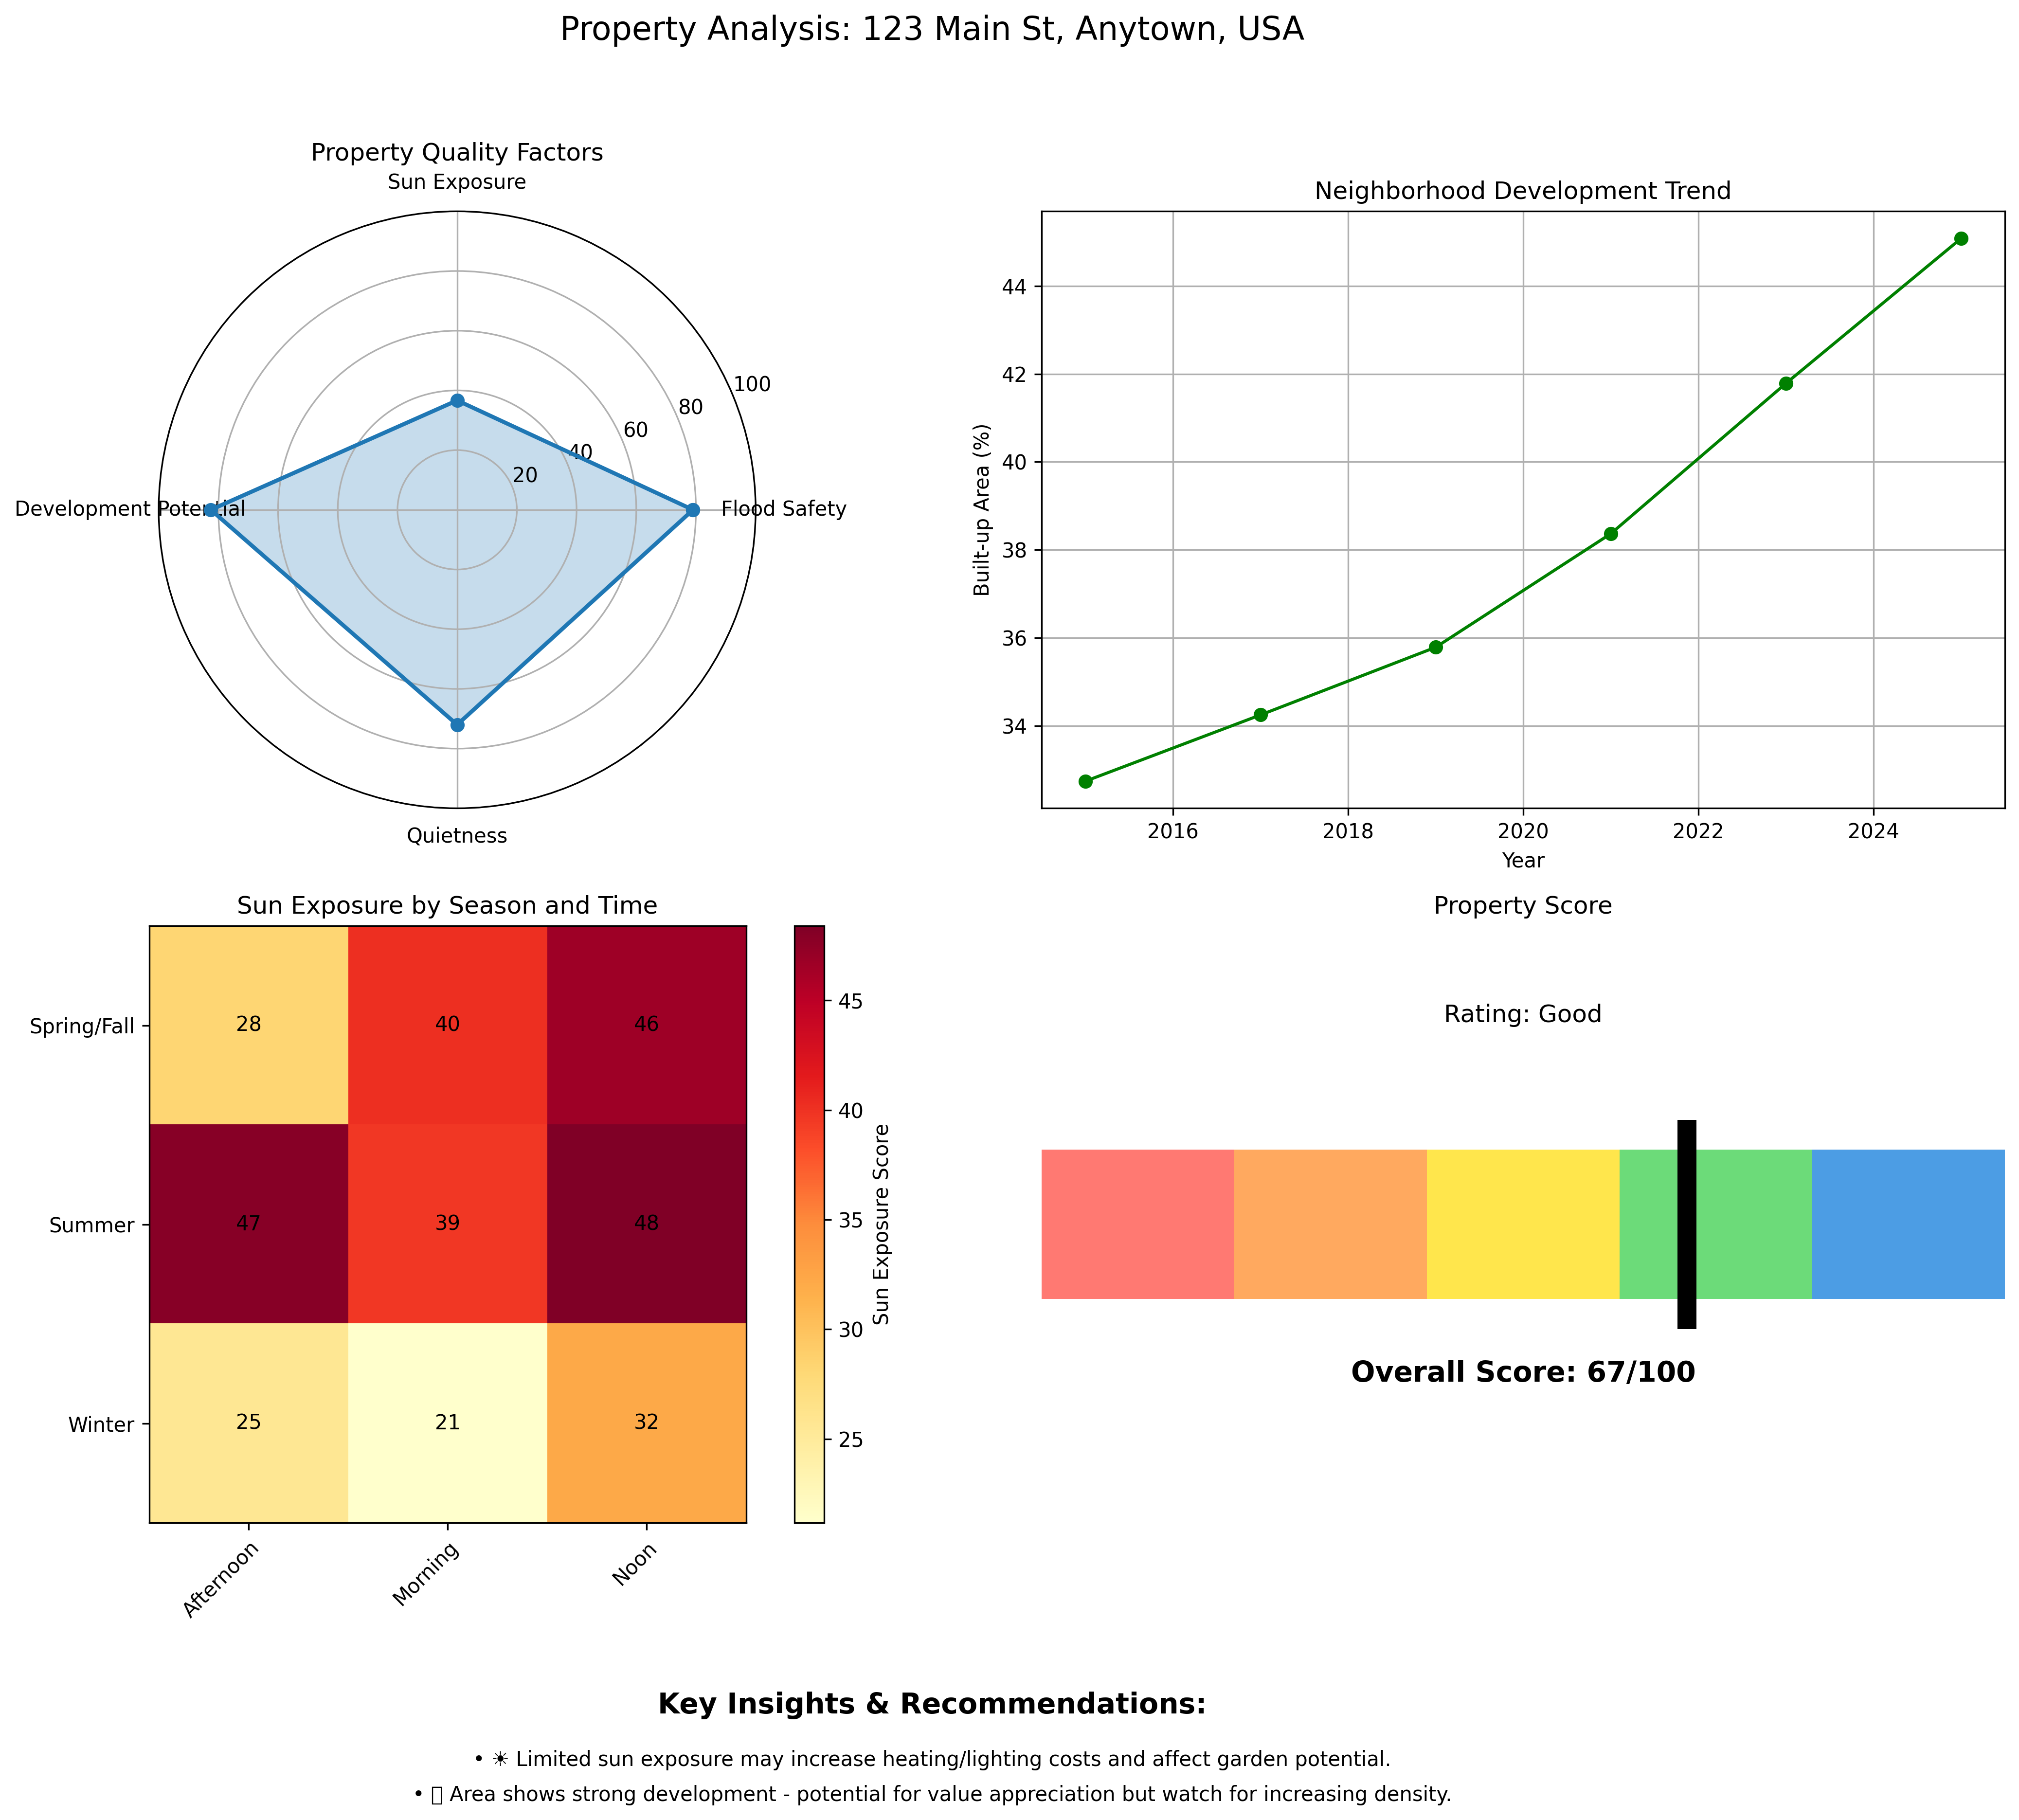 Property Analysis: 123 Main St, Anytown, USA
Property Quality Factors
Sun Exposure
100
80
60
40
20
Development Potential
Flood Safety
Quietness
Neighborhood Development Trend
Built-up Area (%)
44
42
40
38
36
34
2016 2018 2020 2022 2024
Year
Sun Exposure by Season and Time
Spring/Fall 28 40 46
Summer 47 39 48
Winter 25 21 32
Afternoon Morning Noon
45
40
35
30
25
Sun Exposure Score
Property Score
Rating: Good
Overall Score: 67/100
Key Insights & Recommendations:
• ☀ Limited sun exposure may increase heating/lighting costs and affect garden potential.
• Area shows strong development - potential for value appreciation but watch for increasing density.